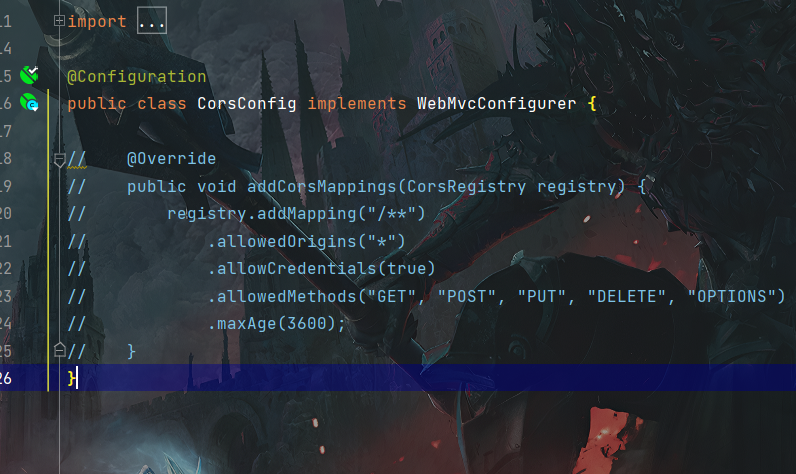 11 import ...
14
15 @Configuration
16 public class CorsConfig implements WebMvcConfigurer {
17
18 //    @Override
19 //    public void addCorsMappings(CorsRegistry registry) {
20 //        registry.addMapping("/**")
21 //            .allowedOrigins("*")
22 //            .allowCredentials(true)
23 //            .allowedMethods("GET", "POST", "PUT", "DELETE", "OPTIONS")
24 //            .maxAge(3600);
25 //    }
26 }